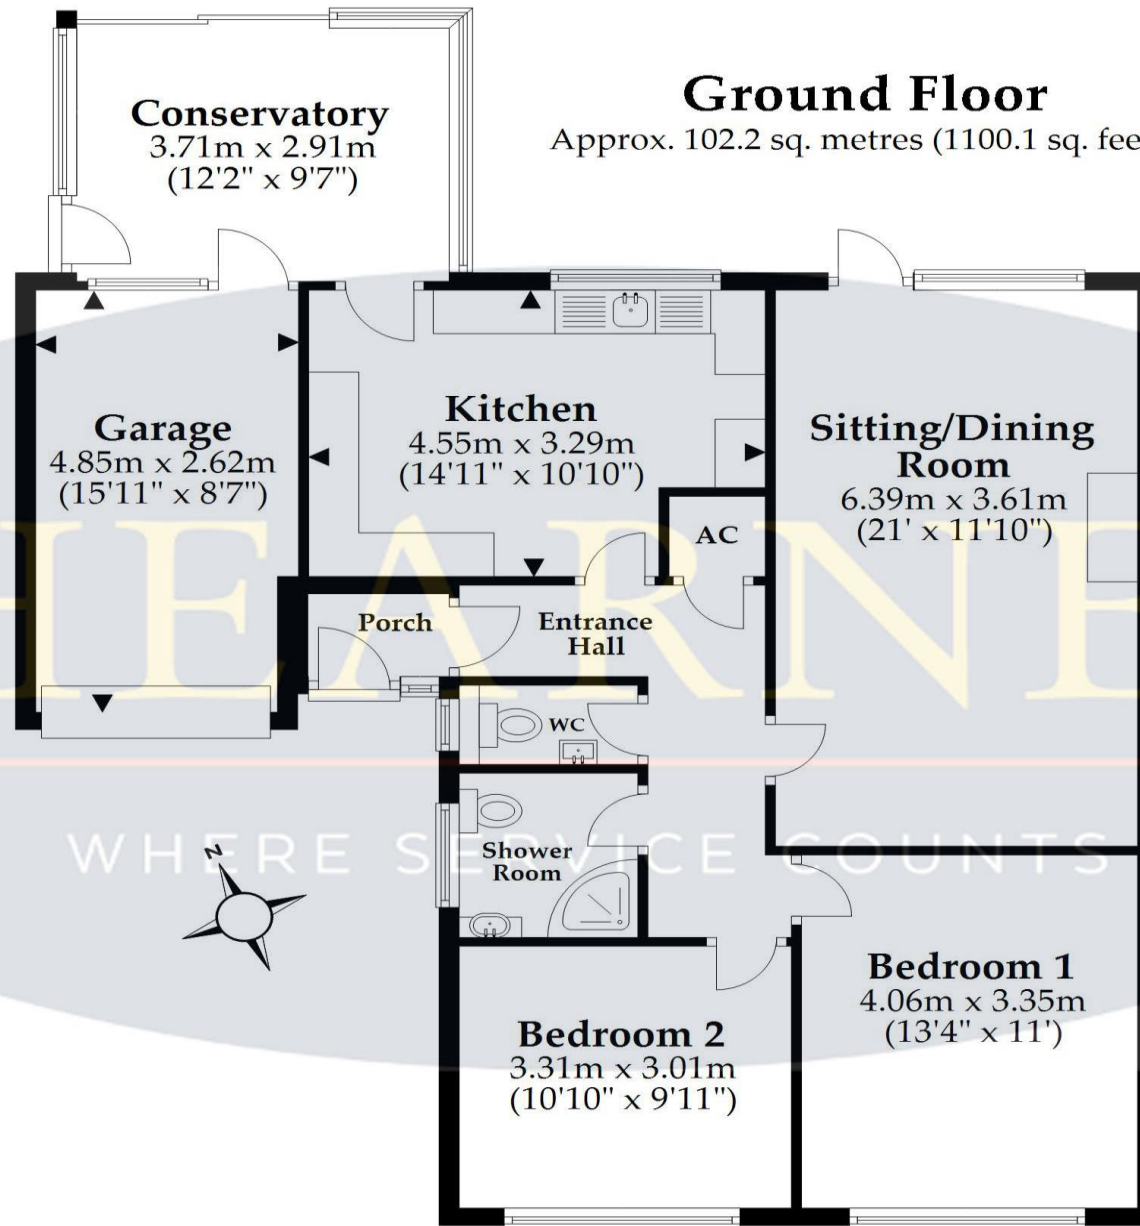 Ground Floor
Approx. 102.2 sq. metres (1100.1 sq. fee
Conservatory
3.71m x 2.91m
(12'2" x 9'7")
Garage
4.85m x 2.62m
(15'11" x 8'7")
Kitchen
4.55m x 3.29m
(14'11" x 10'10")
Sitting/Dining
Room
6.39m x 3.61m
(21' x 11'10")
AC
Porch
Entrance
Hall
HEARNE
WC
WHERE SERVICE COUNTS
Shower
Room
N
Bedroom 1
4.06m x 3.35m
(13'4" x 11')
Bedroom 2
3.31m x 3.01m
(10'10" x 9'11")